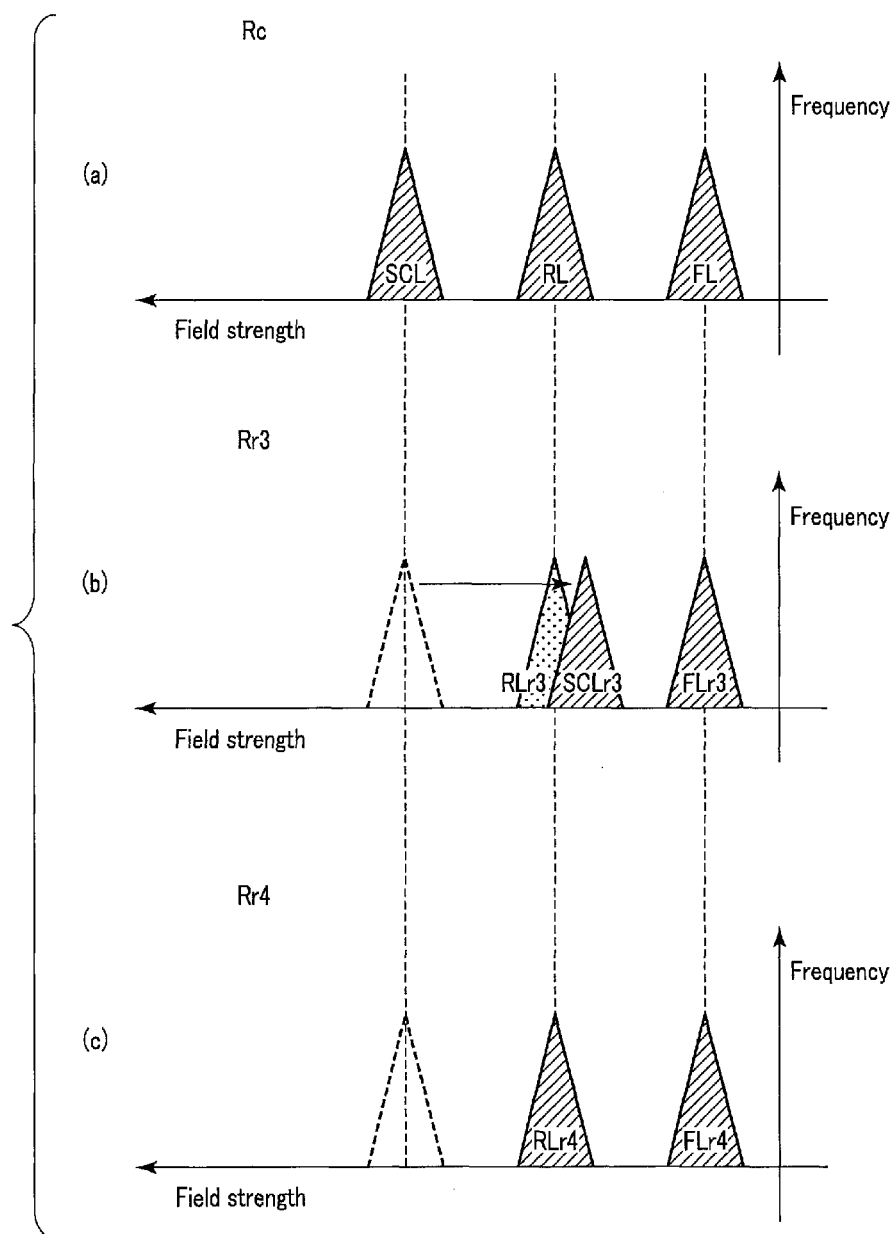 Rc
Frequency
(a)
SCL RL FL
Field strength
Rr3
Frequency
(b)
RLr3 SCLr3 FLr3
Field strength
Rr4
Frequency
(c)
RLr4 FLr4
Field strength